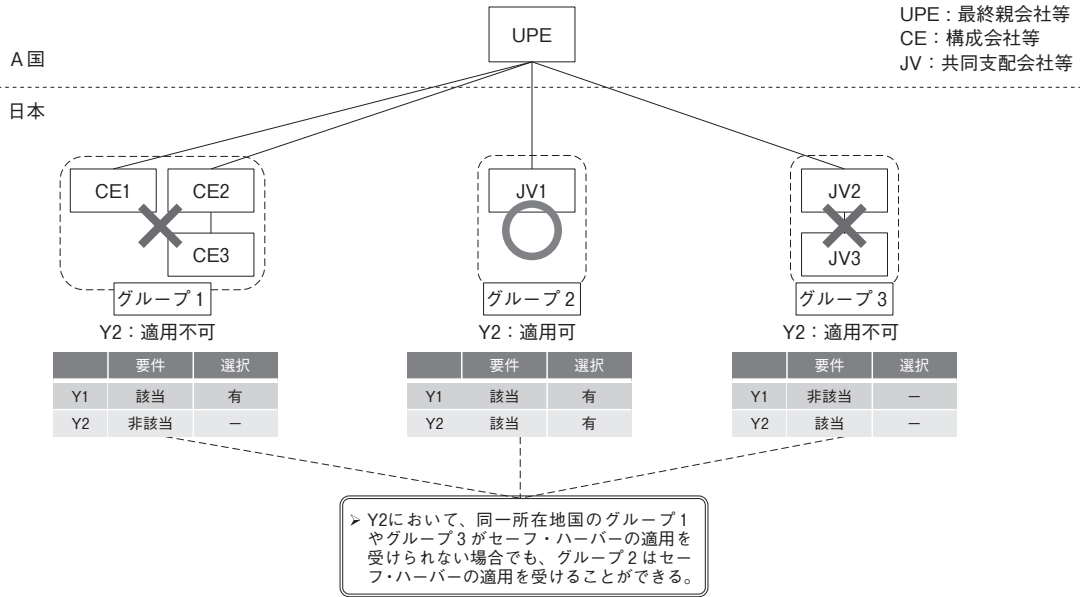 UPE
UPE：最終親会社等
CE：構成会社等
JV：共同支配会社等
A国
日本
CE1
CE2
CE3
グループ1
Y2：適用不可
JV1
グループ2
Y2：適用可
JV2
JV3
グループ3
Y2：適用不可
要件 選択
Y1 該当 有
Y2 非該当 －
要件 選択
Y1 該当 有
Y2 該当 有
要件 選択
Y1 非該当 －
Y2 該当 －
➢ Y2において、同一所在地国のグループ1
やグループ3がセーフ・ハーバーの適用を
受けられない場合でも、グループ2はセー
フ・ハーバーの適用を受けることができる。